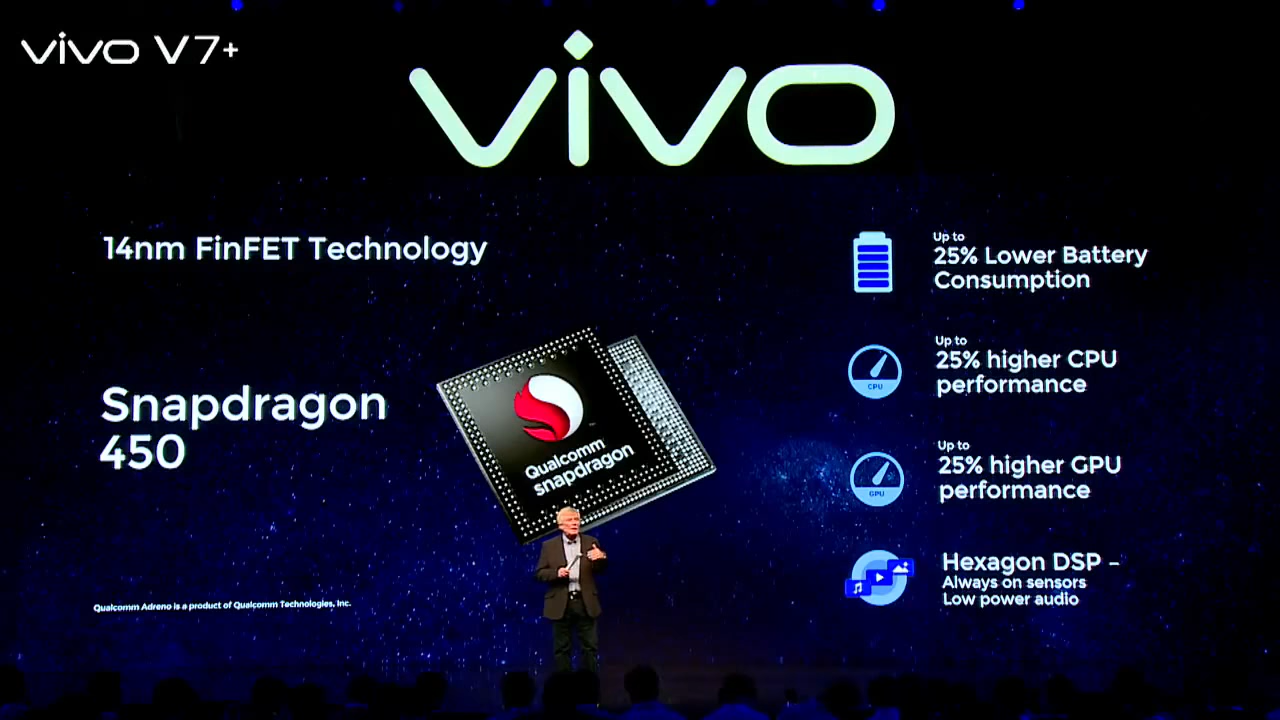 vivo V7+
vivo
14nm FinFET Technology
Snapdragon
450
Qualcomm Adreno is a product of Qualcomm Technologies, Inc.
Qualcomm
snapdragon
Up to
25% Lower Battery
Consumption
CPU
Up to
25% higher CPU
performance
GPU
Up to
25% higher GPU
performance
Hexagon DSP –
Always on sensors
Low power audio